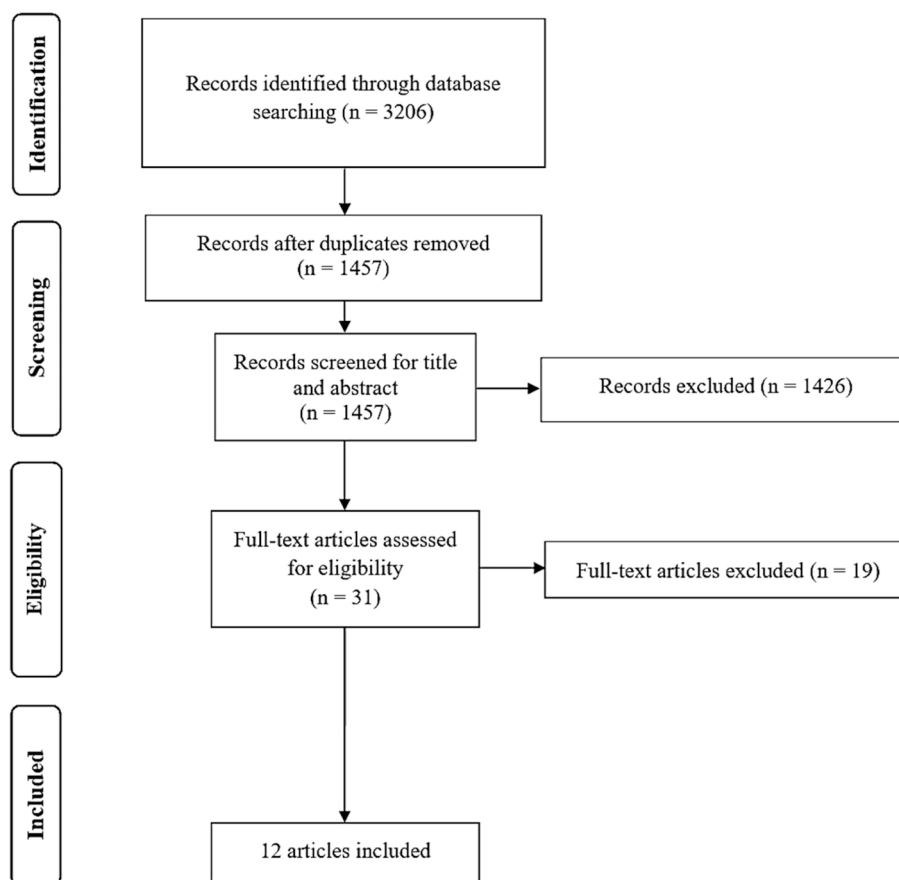 Identification
Records identified through database
searching (n = 3206)
Screening
Records after duplicates removed
(n = 1457)
Records screened for title
and abstract
(n = 1457)
Records excluded (n = 1426)
Eligibility
Full-text articles assessed
for eligibility
(n = 31)
Full-text articles excluded (n = 19)
Included
12 articles included